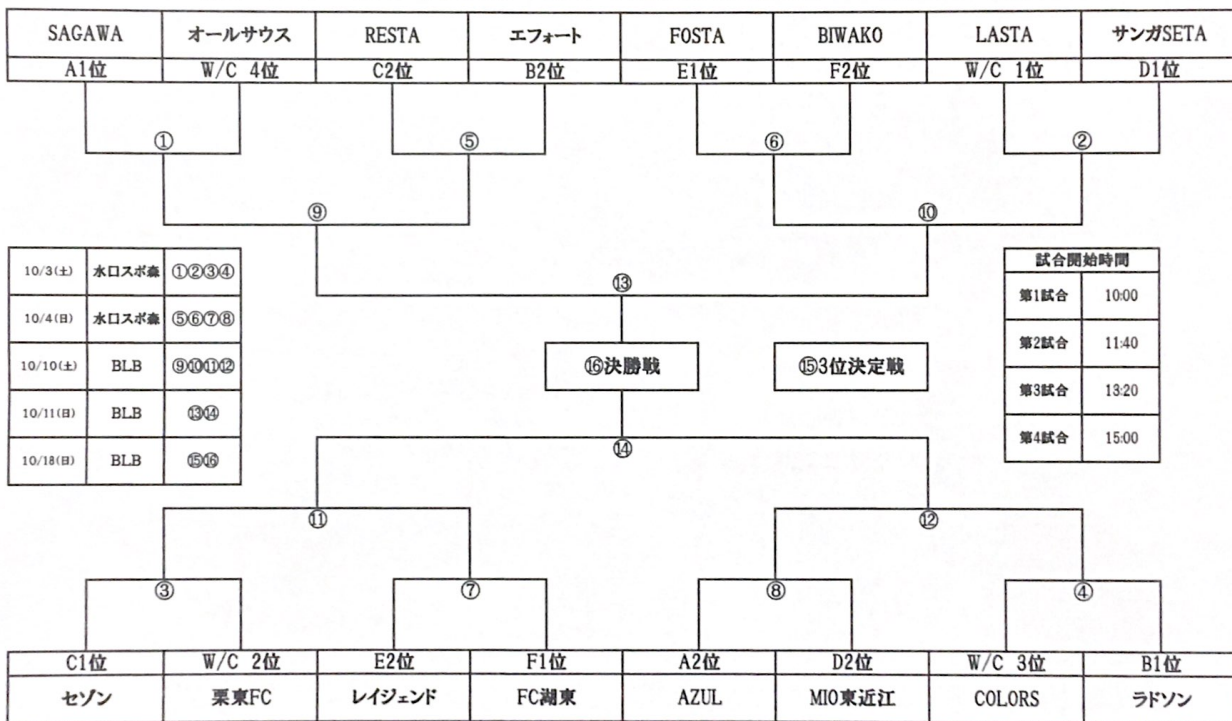 SAGAWA オールサウス RESTA エフォート FOSTA BIWAKO LASTA サンガSETA
A1位 W/C 4位 C2位 B2位 E1位 F2位 W/C 1位 D1位
① ⑤ ⑥ ②
⑨ ⑩
⑬
10/3(土) 水口スポ森 ①②③④
10/4(日) 水口スポ森 ⑤⑥⑦⑧
10/10(土) BLB ⑨⑩⑪⑫
10/11(日) BLB ⑬⑭
10/18(日) BLB ⑮⑯
⑯決勝戦 ⑮3位決定戦
試合開始時間
第1試合 10:00
第2試合 11:40
第3試合 13:20
第4試合 15:00
⑭
⑪ ⑫
③ ⑦ ⑧ ④
C1位 W/C 2位 E2位 F1位 A2位 D2位 W/C 3位 B1位
セゾン 栗東FC レイジェンド FC湖東 AZUL MIO東近江 COLORS ラドソン